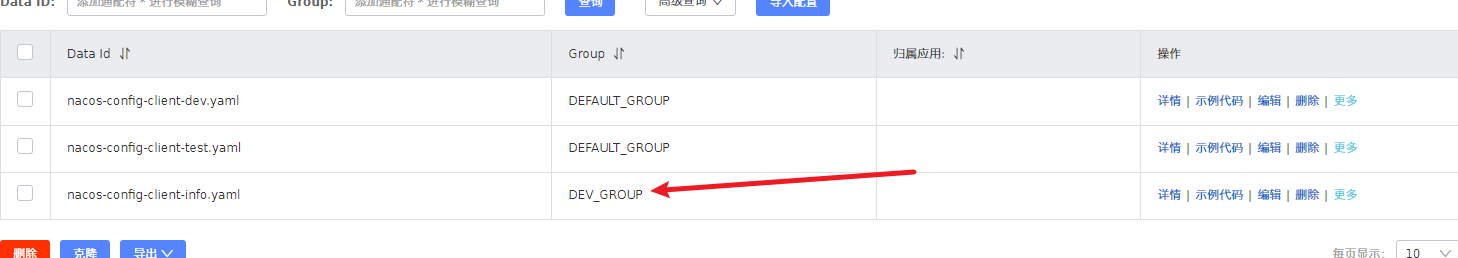 Data ID: 添加通配符 * 进行模糊查询 Group: 添加通配符 * 进行模糊查询 查询 高级查询 导入配置
Data Id Group 归属应用: 操作
nacos-config-client-dev.yaml DEFAULT_GROUP 详情 | 示例代码 | 编辑 | 删除 | 更多
nacos-config-client-test.yaml DEFAULT_GROUP 详情 | 示例代码 | 编辑 | 删除 | 更多
nacos-config-client-info.yaml DEV_GROUP 详情 | 示例代码 | 编辑 | 删除 | 更多
删除 克隆 导出 每页显示: 10